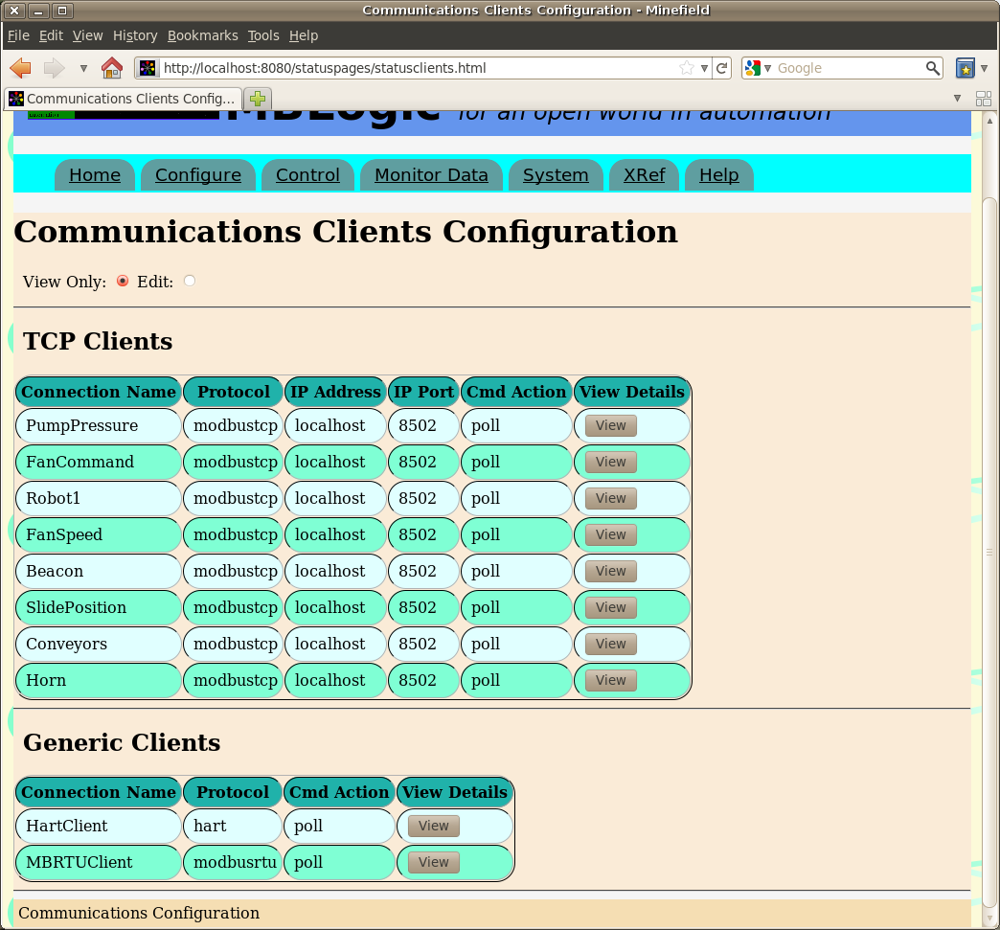 Communications Clients Configuration - Minefield
File Edit View History Bookmarks Tools Help
http://localhost:8080/statuspages/statusclients.html Google
Communications Clients Config...
MBLogic for an open world in automation
Home Configure Control Monitor Data System XRef Help
Communications Clients Configuration
View Only: Edit:
TCP Clients
Connection Name Protocol IP Address IP Port Cmd Action View Details
PumpPressure modbustcp localhost 8502 poll View
FanCommand modbustcp localhost 8502 poll View
Robot1 modbustcp localhost 8502 poll View
FanSpeed modbustcp localhost 8502 poll View
Beacon modbustcp localhost 8502 poll View
SlidePosition modbustcp localhost 8502 poll View
Conveyors modbustcp localhost 8502 poll View
Horn modbustcp localhost 8502 poll View
Generic Clients
Connection Name Protocol Cmd Action View Details
HartClient hart poll View
MBRTUClient modbusrtu poll View
Communications Configuration